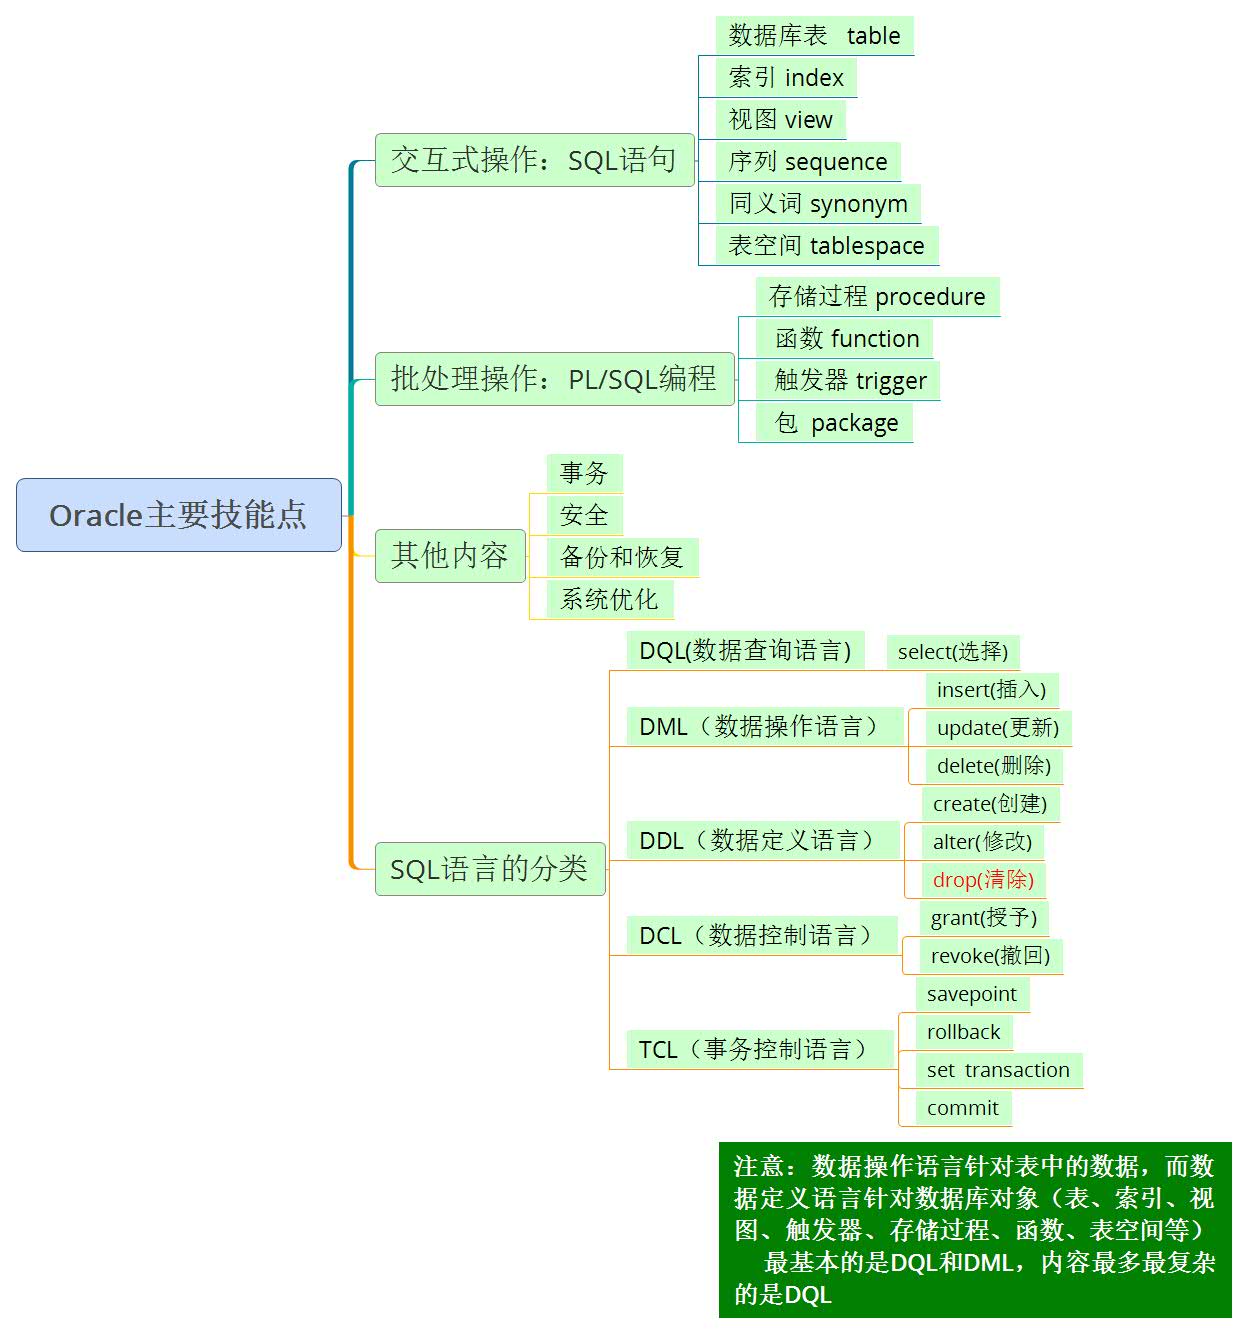 数据库表 table
索引 index
视图 view
交互式操作：SQL语句
序列 sequence
同义词 synonym
表空间 tablespace
存储过程 procedure
函数 function
批处理操作：PL/SQL编程
触发器 trigger
包 package
事务
安全
Oracle主要技能点
其他内容
备份和恢复
系统优化
DQL(数据查询语言)
select(选择)
insert(插入)
DML（数据操作语言）
update(更新)
delete(删除)
create(创建)
DDL（数据定义语言）
alter(修改)
SQL语言的分类
drop(清除)
grant(授予)
DCL（数据控制语言）
revoke(撤回)
savepoint
rollback
TCL（事务控制语言）
set transaction
commit
注意：数据操作语言针对表中的数据，而数
据定义语言针对数据库对象（表、索引、视
图、触发器、存储过程、函数、表空间等）
最基本的是DQL和DML，内容最多最复杂
的是DQL